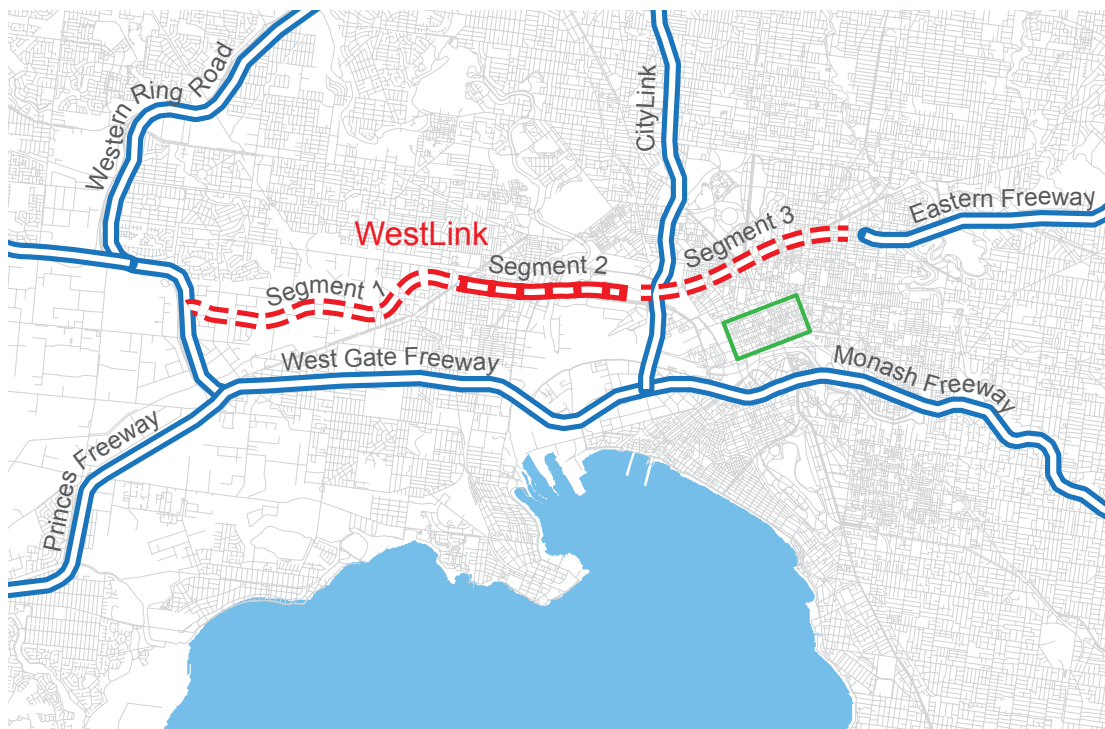 Western Ring Road
CityLink
Eastern Freeway
Segment 3
WestLink
Segment 2
Segment 1
West Gate Freeway
Monash Freeway
Princes Freeway